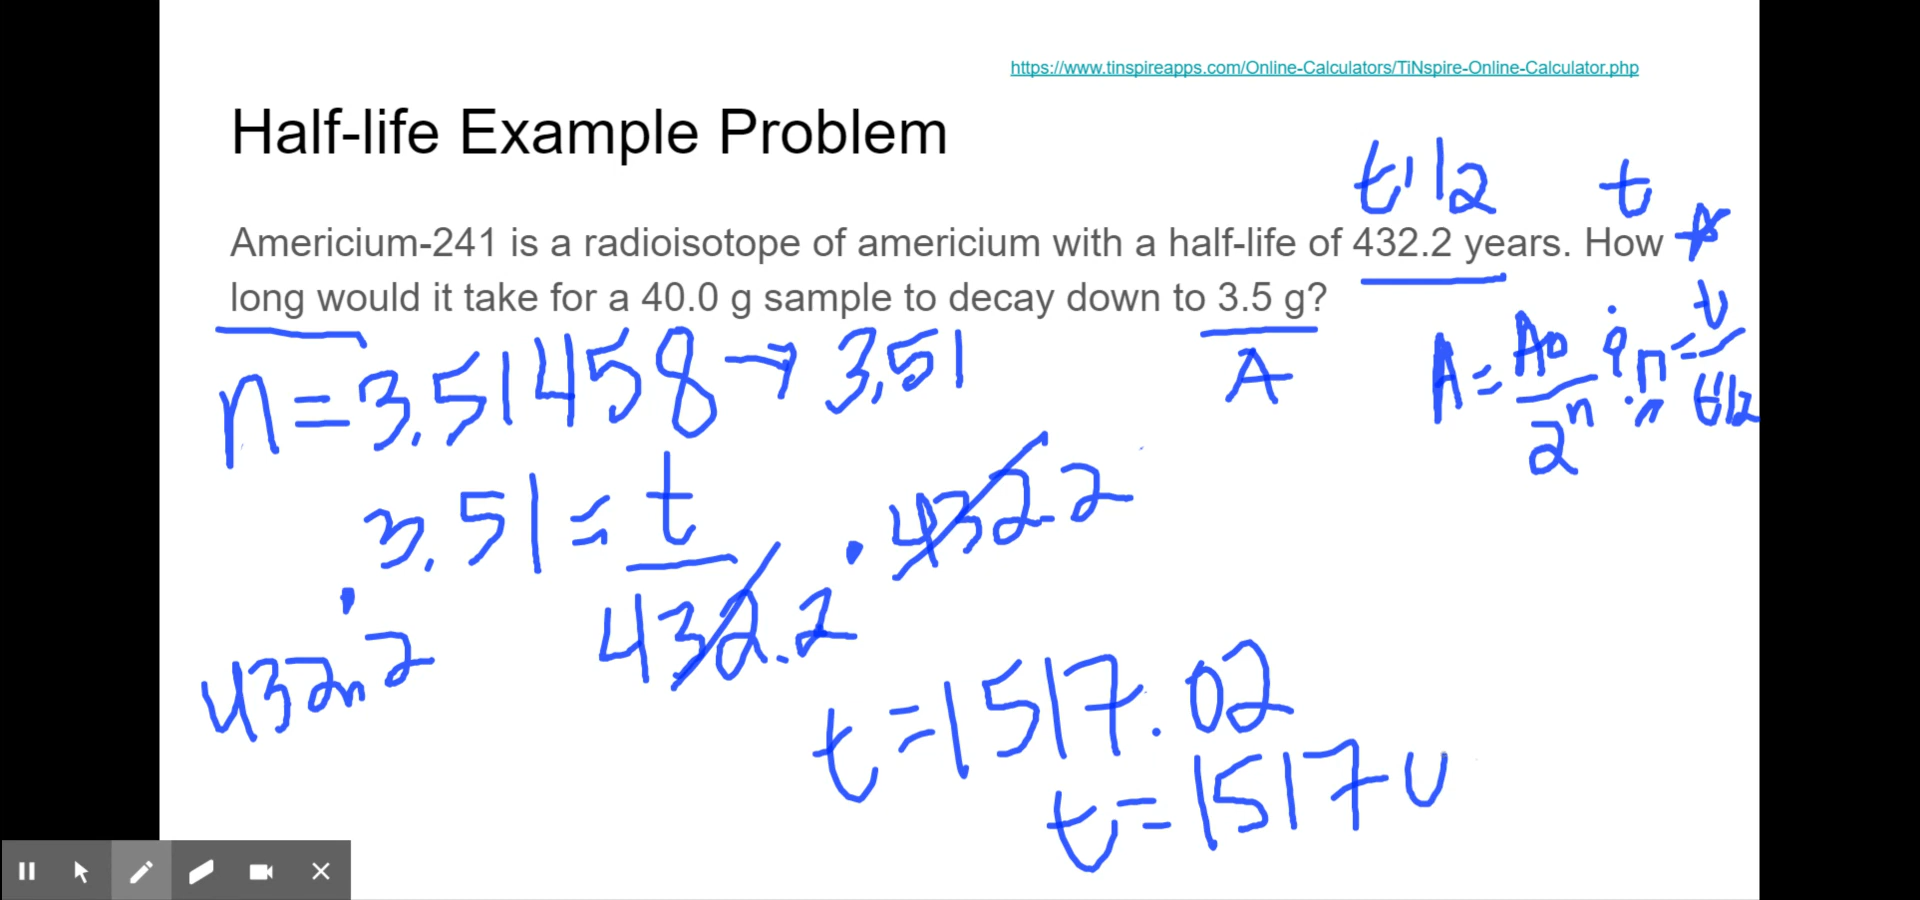 https://www.tinspireapps.com/Online-Calculators/TiNspire-Online-Calculator.php
Half-life Example Problem
t1/2 t
Americium-241 is a radioisotope of americium with a half-life of 432.2 years. How
long would it take for a 40.0 g sample to decay down to 3.5 g?
n = 3.51458 → 3.51
A
A = A0/2^n n = t/t1/2
3.51 = t/432.2 · 432.2
· 432.2
t = 1517.02
t = 1517